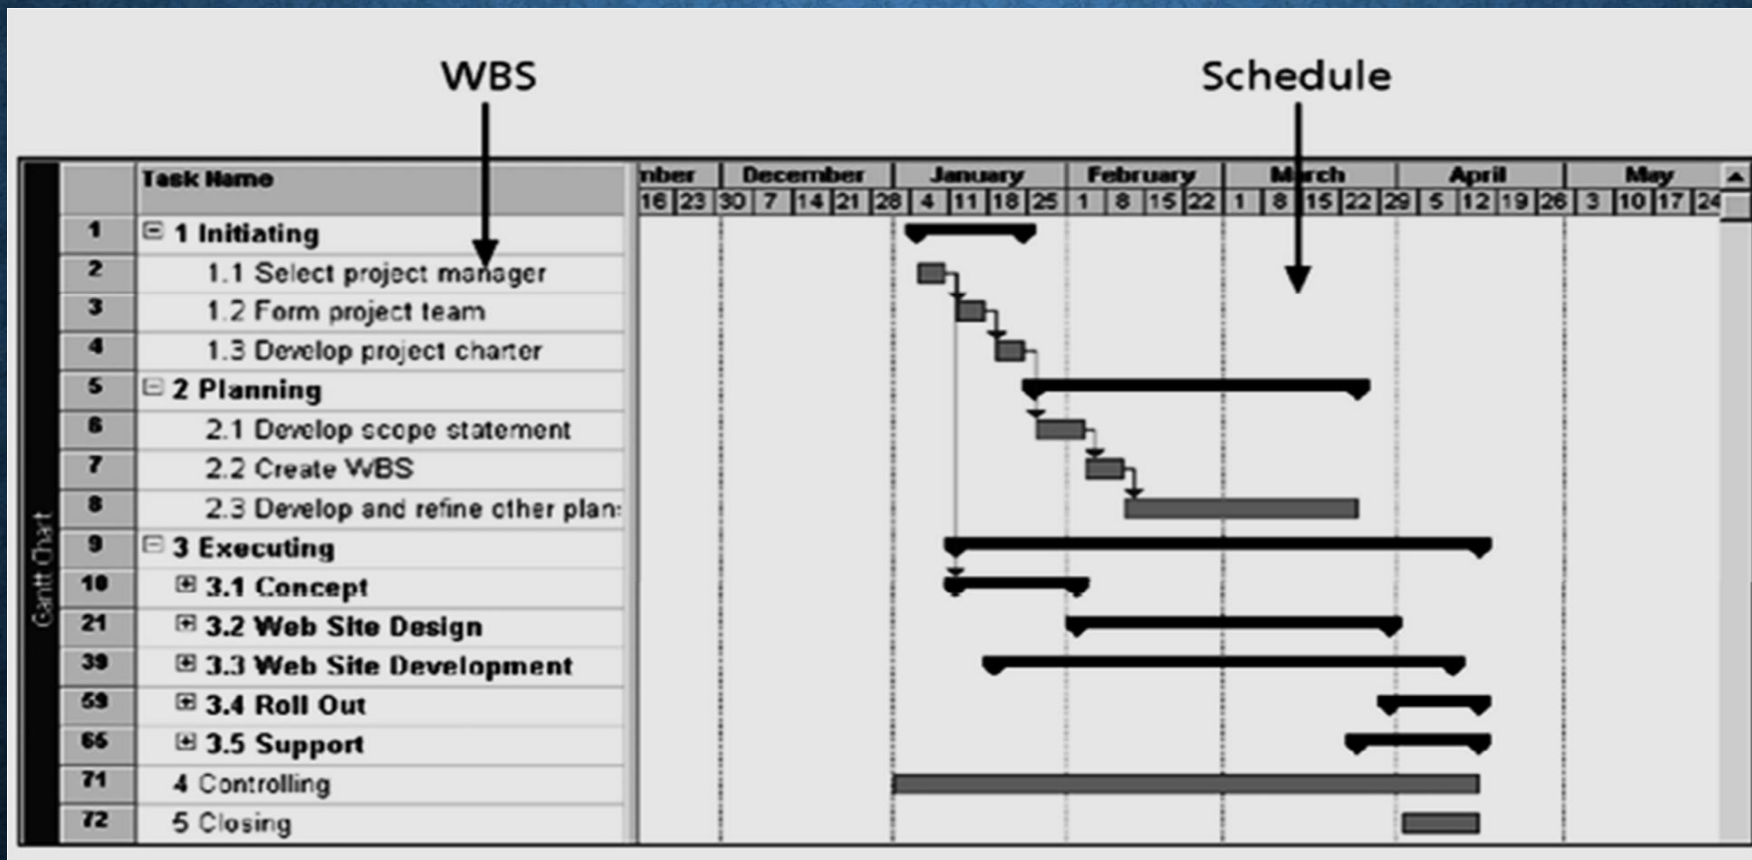 WBS Schedule
Task Name
mber December January February March April May
16 23 30 7 14 21 28 4 11 18 25 1 8 15 22 1 8 15 22 29 5 12 19 26 3 10 17 24
1 1 Initiating
2 1.1 Select project manager
3 1.2 Form project team
4 1.3 Develop project charter
5 2 Planning
6 2.1 Develop scope statement
7 2.2 Create WBS
8 2.3 Develop and refine other plan
9 3 Executing
10 3.1 Concept
21 3.2 Web Site Design
39 3.3 Web Site Development
59 3.4 Roll Out
65 3.5 Support
71 4 Controlling
72 5 Closing
Gantt Chart